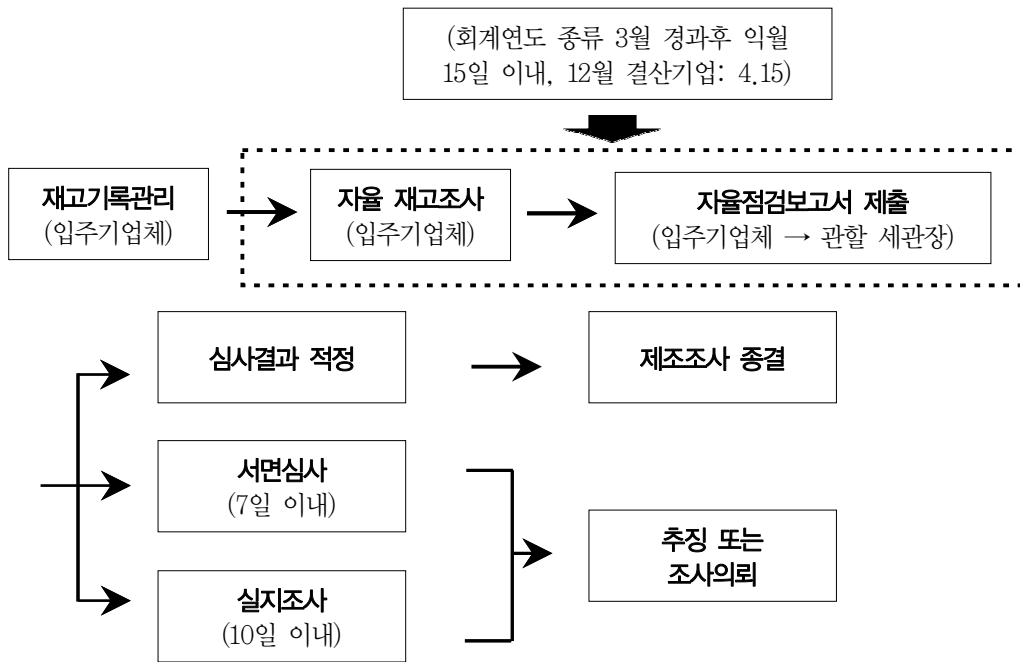 (회계연도 종류 3월 경과후 익월
15일 이내, 12월 결산기업: 4.15)
재고기록관리
(입주기업체)
자율 재고조사
(입주기업체)
자율점검보고서 제출
(입주기업체 → 관할 세관장)
심사결과 적정
제조조사 종결
서면심사
(7일 이내)
추징 또는
조사의뢰
실지조사
(10일 이내)